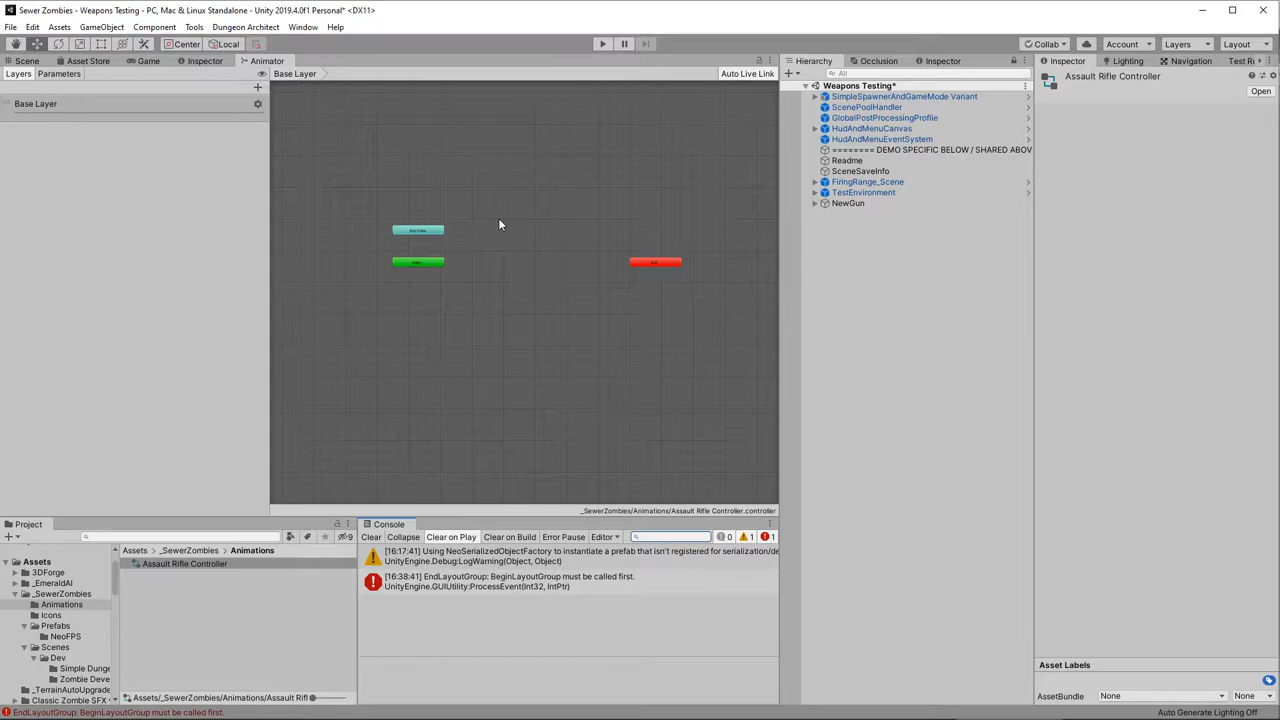 Sewer Zombies - Weapons Testing - PC, Mac & Linux Standalone - Unity 2019.4.0f1 Personal* <DX11>
File Edit Assets GameObject Component Tools Dungeon Architect Window Help
Center Local Collab Account Layers Layout
Scene Asset Store Game Inspector Animator
Layers Parameters Base Layer Auto Live Link
Base Layer
Any State
Entry
Exit
_SewerZombies/Animations/Assault Rifle Controller.controller
Hierarchy Occlusion Inspector
All
Weapons Testing*
SimpleSpawnerAndGameMode Variant
ScenePoolHandler
GlobalPostProcessingProfile
HudAndMenuCanvas
HudAndMenuEventSystem
======== DEMO SPECIFIC BELOW / SHARED ABOV
Readme
SceneSaveInfo
FiringRange_Scene
TestEnvironment
NewGun
Inspector Lighting Navigation Test Ri
Assault Rifle Controller
Open
Asset Labels
AssetBundle None None
Project
9
Assets
3DForge
_EmeraldAI
_SewerZombies
Animations
Icons
Prefabs
NeoFPS
Scenes
Dev
Simple Dunge
Zombie Deve
_TerrainAutoUpgrade
Classic Zombie SFX
Assets > _SewerZombies > Animations
Assault Rifle Controller
Assets/_SewerZombies/Animations/Assault Rifl
Console
Clear Collapse Clear on Play Clear on Build Error Pause Editor 0 1 1
[16:17:41] Using NeoSerializedObjectFactory to instantiate a prefab that isn't registered for serialization/de
UnityEngine.Debug:LogWarning(Object, Object)
[16:38:41] EndLayoutGroup: BeginLayoutGroup must be called first.
UnityEngine.GUIUtility:ProcessEvent(Int32, IntPtr)
EndLayoutGroup: BeginLayoutGroup must be called first.
Auto Generate Lighting Off